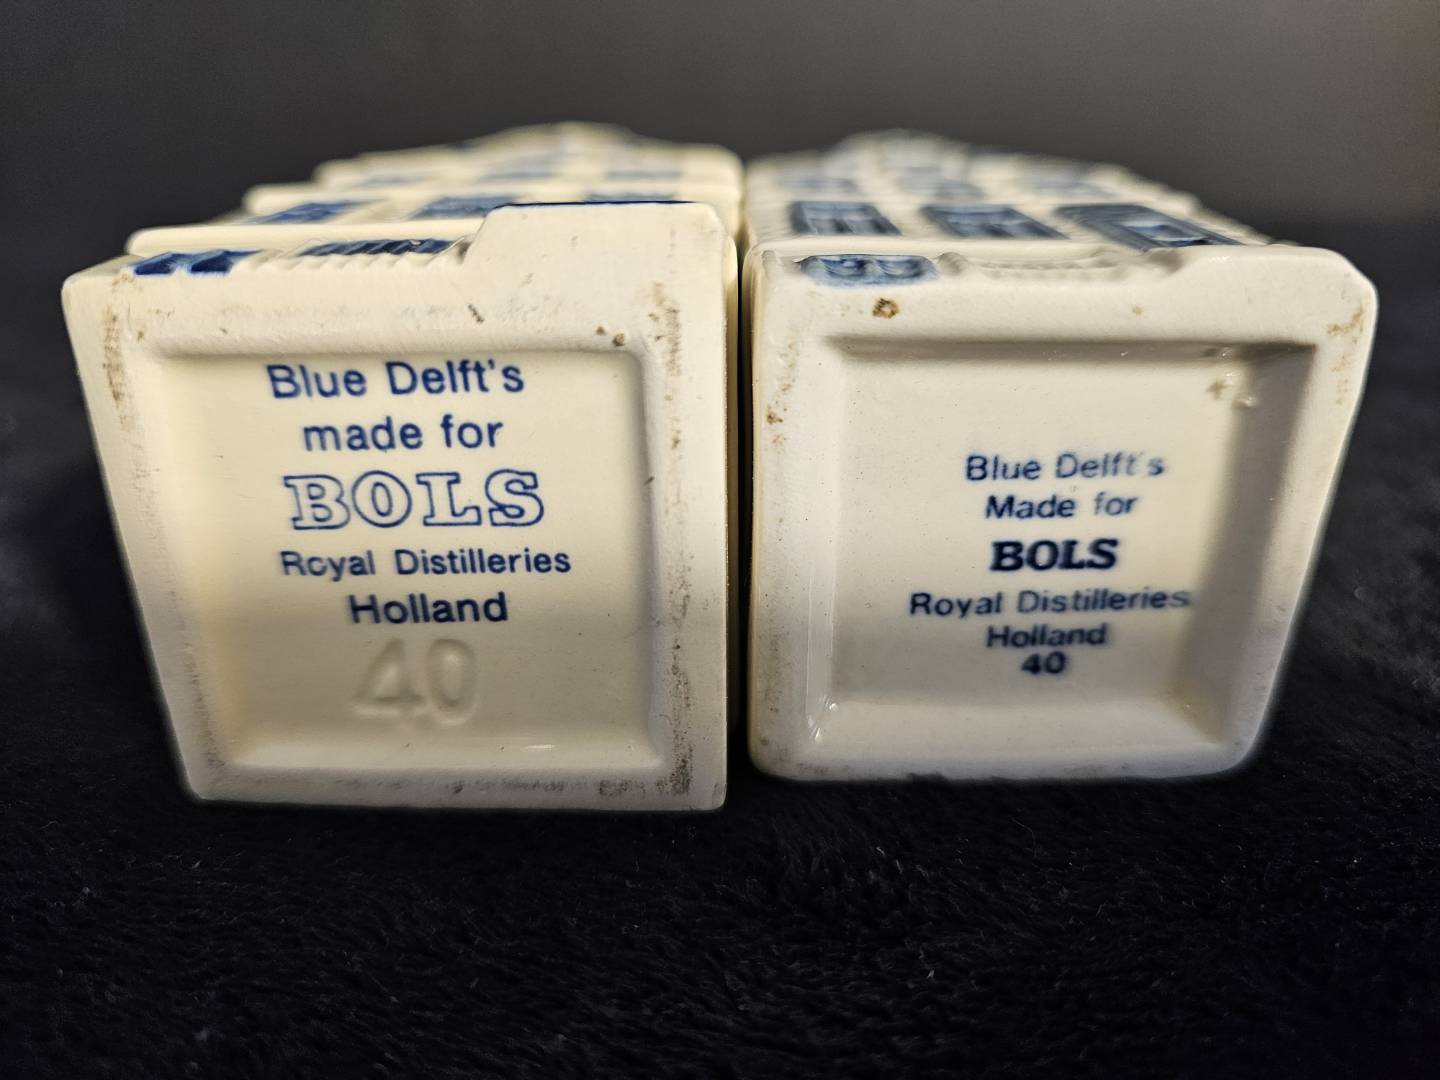 Blue Delft's
made for
BOLS
Royal Distilleries
Holland
40
Blue Delft's
Made for
BOLS
Royal Distilleries
Holland
40